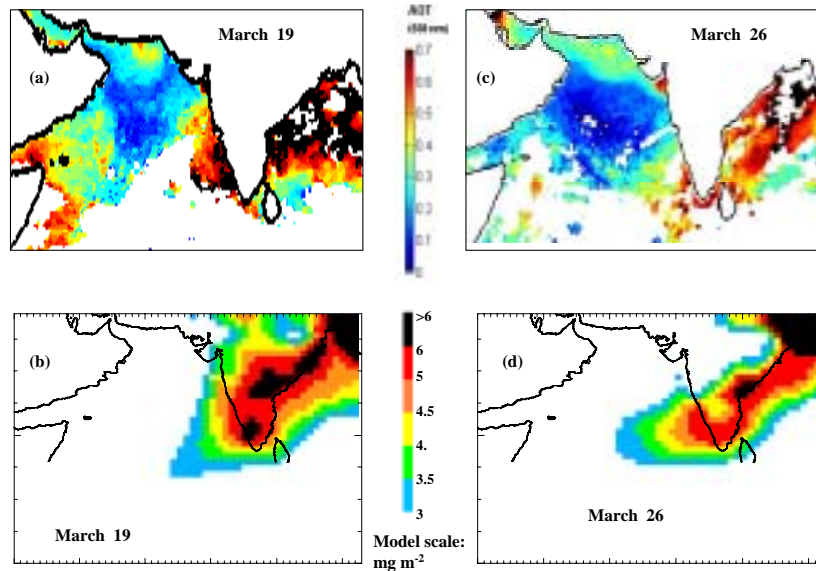 March 19
(a)
AOT
(500 nm)
0.7
0.6
0.5
0.4
0.3
0.2
0.1
0
March 26
(c)
(b)
March 19
>6
6
5
4.5
4
3.5
3
Model scale:
mg m-2
(d)
March 26